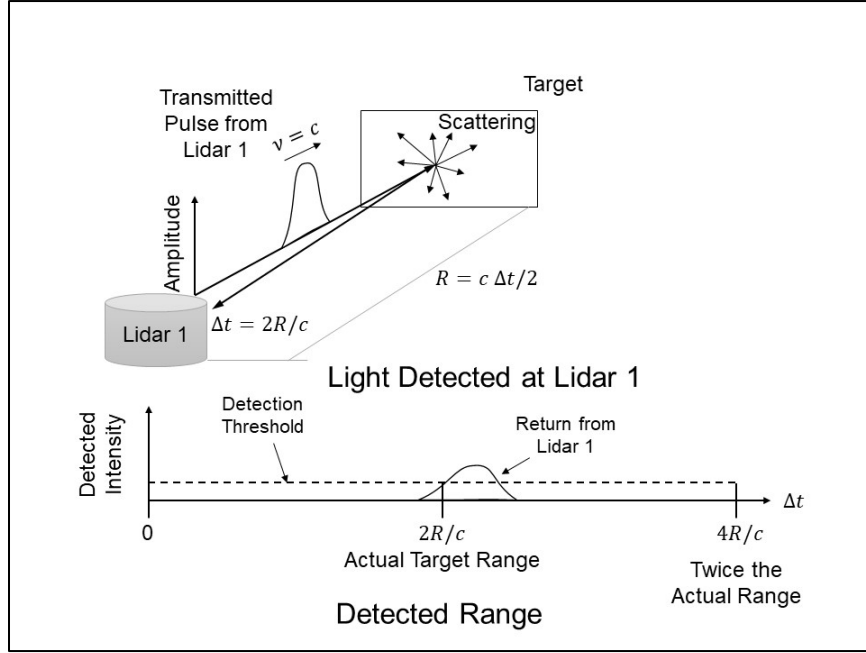 Target
Transmitted
Pulse from
Lidar 1
v = c
Scattering
Amplitude
R = c Δt/2
Lidar 1
Δt = 2R/c
Light Detected at Lidar 1
Detection
Threshold
Return from
Lidar 1
Detected
Intensity
Δt
0
2R/c
4R/c
Actual Target Range
Twice the
Actual Range
Detected Range